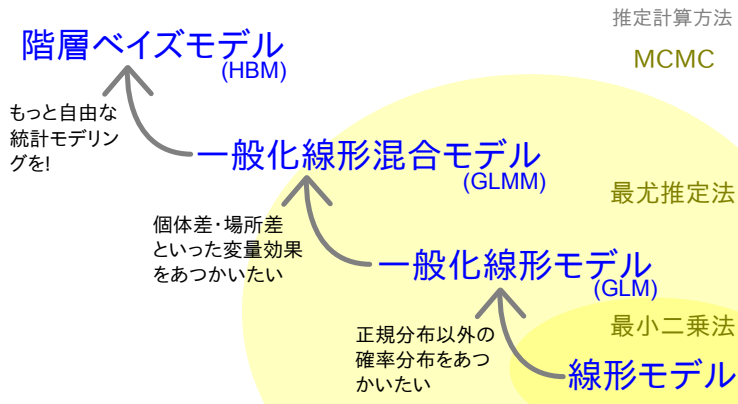 推定計算方法
階層ベイズモデル
(HBM)
MCMC
もっと自由な
統計モデリン
グを!
一般化線形混合モデル
(GLMM)
最尤推定法
個体差・場所差
といった変量効果
をあつかいたい
一般化線形モデル
(GLM)
最小二乗法
正規分布以外の
確率分布をあつ
かいたい
線形モデル